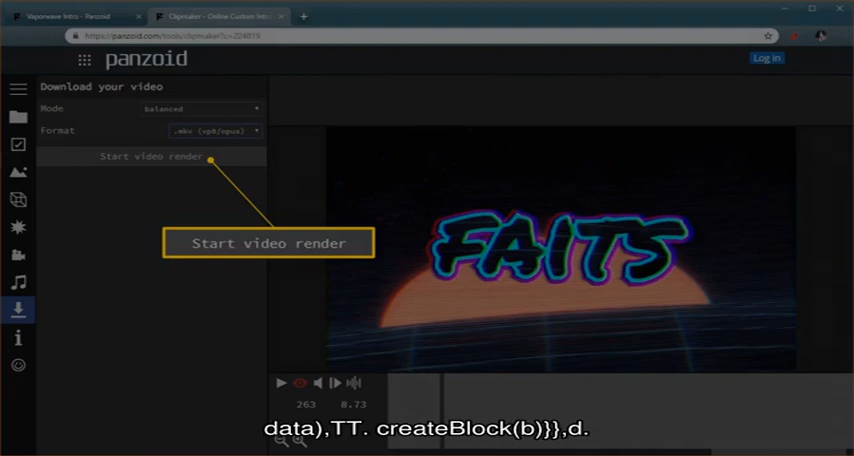 Vaporwave Intro - Panzoid
Clipmaker - Online Custom Intro
https://panzoid.com/tools/clipmaker?c=224819
panzoid
Log in
Download your video
Mode
balanced
Format
.mkv (vp8/opus)
Start video render
Start video render
FAITS
263
8.73
data),TT. createBlock(b)}},d.